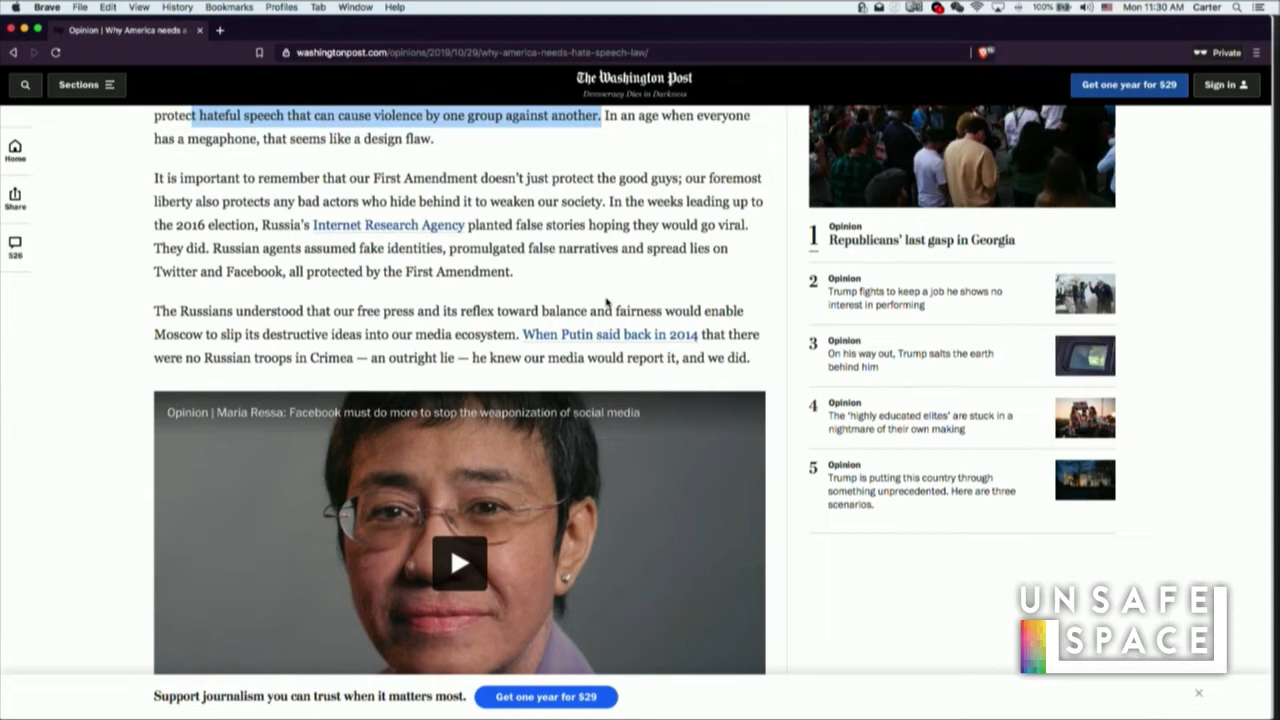 Brave File Edit View History Bookmarks Profiles Tab Window Help
100% Mon 11:30 AM Carter
Opinion | Why America needs a
washingtonpost.com/opinions/2019/10/29/why-america-needs-hate-speech-law/
Private
Sections
The Washington Post
Democracy Dies in Darkness
Get one year for $29
Sign in
Home
Share
526
protect hateful speech that can cause violence by one group against another. In an age when everyone
has a megaphone, that seems like a design flaw.
It is important to remember that our First Amendment doesn't just protect the good guys; our foremost
liberty also protects any bad actors who hide behind it to weaken our society. In the weeks leading up to
the 2016 election, Russia's Internet Research Agency planted false stories hoping they would go viral.
They did. Russian agents assumed fake identities, promulgated false narratives and spread lies on
Twitter and Facebook, all protected by the First Amendment.
The Russians understood that our free press and its reflex toward balance and fairness would enable
Moscow to slip its destructive ideas into our media ecosystem. When Putin said back in 2014 that there
were no Russian troops in Crimea — an outright lie — he knew our media would report it, and we did.
Opinion | Maria Ressa: Facebook must do more to stop the weaponization of social media
1
Opinion
Republicans' last gasp in Georgia
2
Opinion
Trump fights to keep a job he shows no
interest in performing
3
Opinion
On his way out, Trump salts the earth
behind him
4
Opinion
The 'highly educated elites' are stuck in a
nightmare of their own making
5
Opinion
Trump is putting this country through
something unprecedented. Here are three
scenarios.
UNSAFE
SPACE
Support journalism you can trust when it matters most.
Get one year for $29